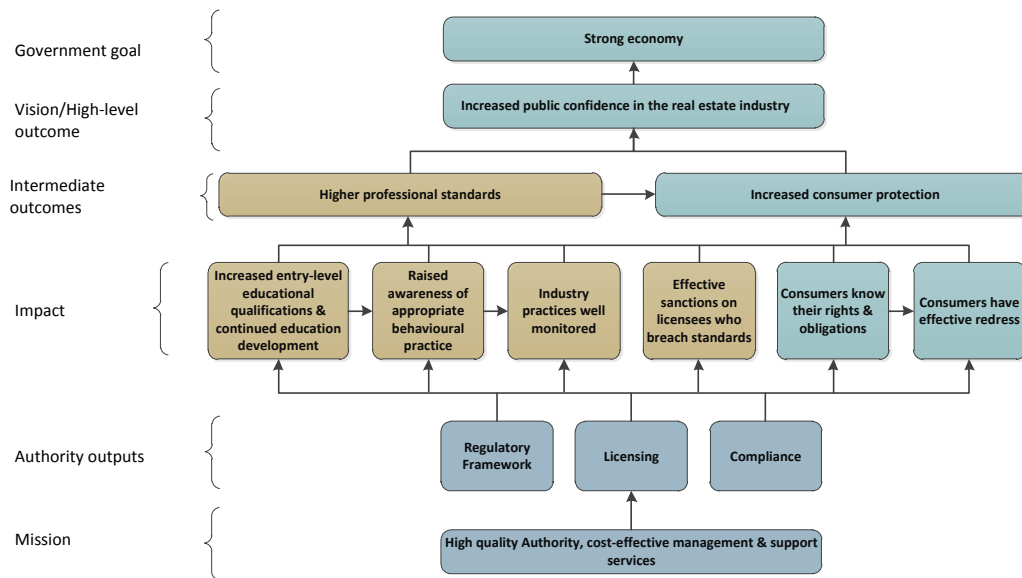 Government goal
Strong economy
Vision/High-level
outcome
Increased public confidence in the real estate industry
Intermediate
outcomes
Higher professional standards
Increased consumer protection
Impact
Increased entry-level
educational
qualifications &
continued education
development
Raised
awareness of
appropriate
behavioural
practice
Industry
practices well
monitored
Effective
sanctions on
licensees who
breach standards
Consumers know
their rights &
obligations
Consumers have
effective redress
Authority outputs
Regulatory
Framework
Licensing
Compliance
Mission
High quality Authority, cost-effective management & support
services